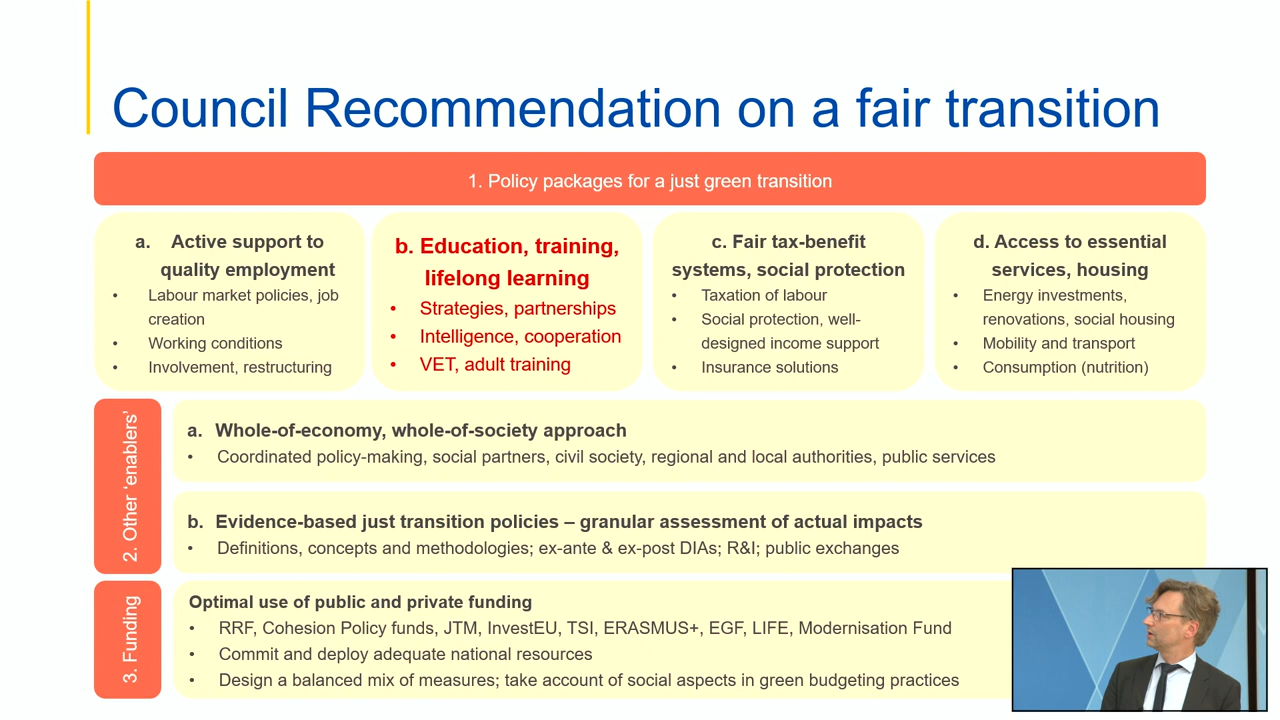 Council Recommendation on a fair transition
1. Policy packages for a just green transition
a. Active support to
quality employment
• Labour market policies, job
creation
• Working conditions
• Involvement, restructuring
b. Education, training,
lifelong learning
• Strategies, partnerships
• Intelligence, cooperation
• VET, adult training
c. Fair tax-benefit
systems, social protection
• Taxation of labour
• Social protection, well-
designed income support
• Insurance solutions
d. Access to essential
services, housing
• Energy investments,
renovations, social housing
• Mobility and transport
• Consumption (nutrition)
2. Other ‘enablers’
a. Whole-of-economy, whole-of-society approach
• Coordinated policy-making, social partners, civil society, regional and local authorities, public services
b. Evidence-based just transition policies – granular assessment of actual impacts
• Definitions, concepts and methodologies; ex-ante & ex-post DIAs; R&I; public exchanges
3. Funding
Optimal use of public and private funding
• RRF, Cohesion Policy funds, JTM, InvestEU, TSI, ERASMUS+, EGF, LIFE, Modernisation Fund
• Commit and deploy adequate national resources
• Design a balanced mix of measures; take account of social aspects in green budgeting practices